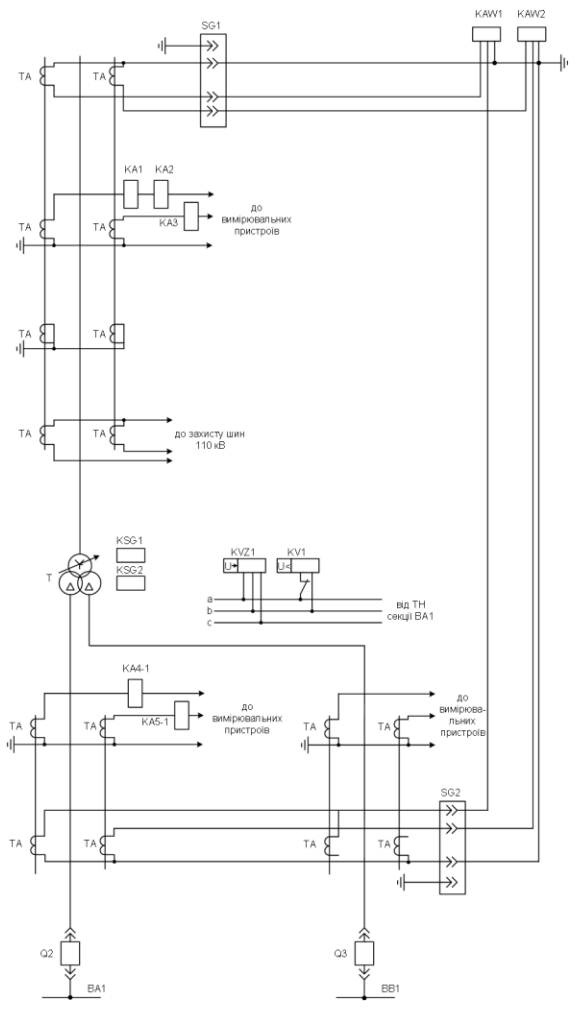 KAW1 KAW2
SG1
TA TA
KA1 KA2
KA3
до
вимірювальних
пристроїв
TA TA
TA TA
TA TA
до захисту шин
110 кВ
KSG1
KSG2
T
KVZ1 KV1
U U<
a
b
c
від ТН
секції ВА1
KA4-1
KA5-1
до
вимірювальних
пристроїв
до
вимірюва-
льних
пристроїв
TA TA TA TA
SG2
TA TA TA TA
Q2 Q3
BA1 BB1